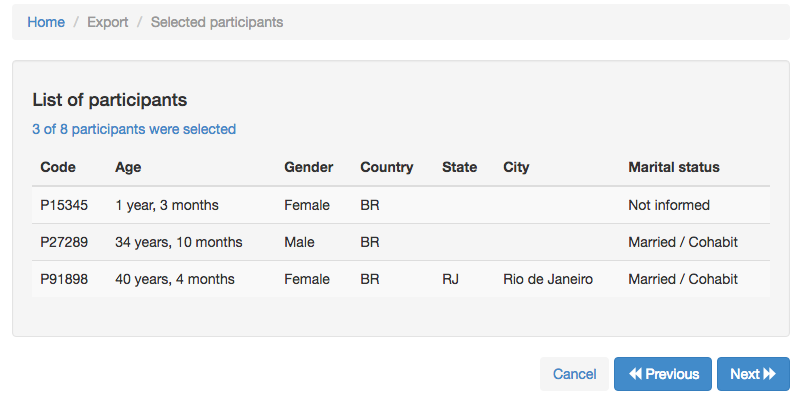 Home / Export / Selected participants
List of participants
3 of 8 participants were selected
Code Age Gender Country State City Marital status
P15345 1 year, 3 months Female BR Not informed
P27289 34 years, 10 months Male BR Married / Cohabit
P91898 40 years, 4 months Female BR RJ Rio de Janeiro Married / Cohabit
Cancel Previous Next